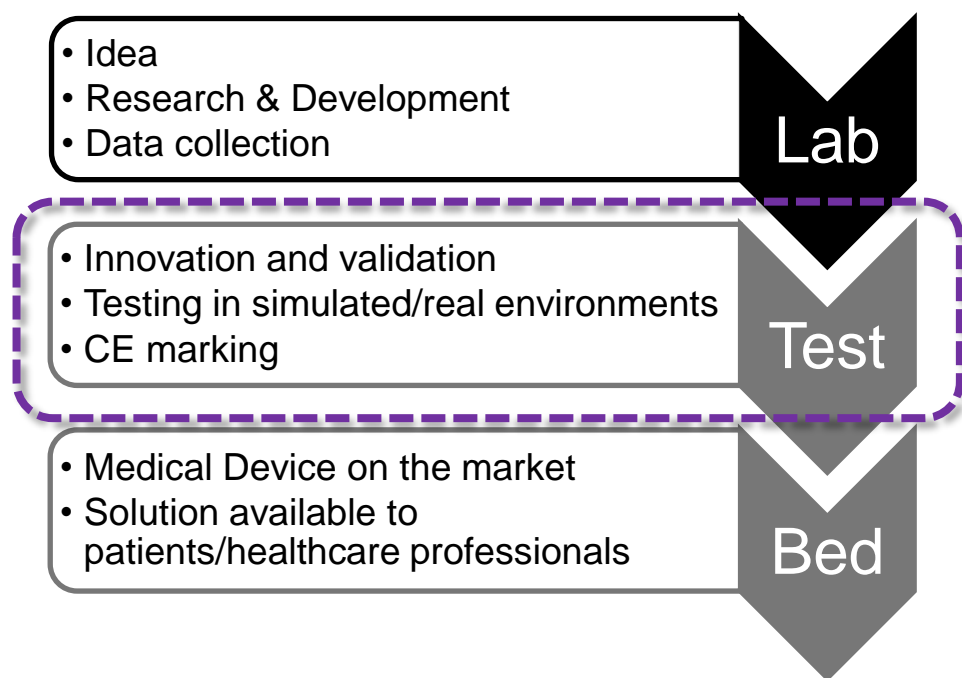 • Idea
• Research & Development
• Data collection
Lab
• Innovation and validation
• Testing in simulated/real environments
• CE marking
Test
• Medical Device on the market
• Solution available to
patients/healthcare professionals
Bed